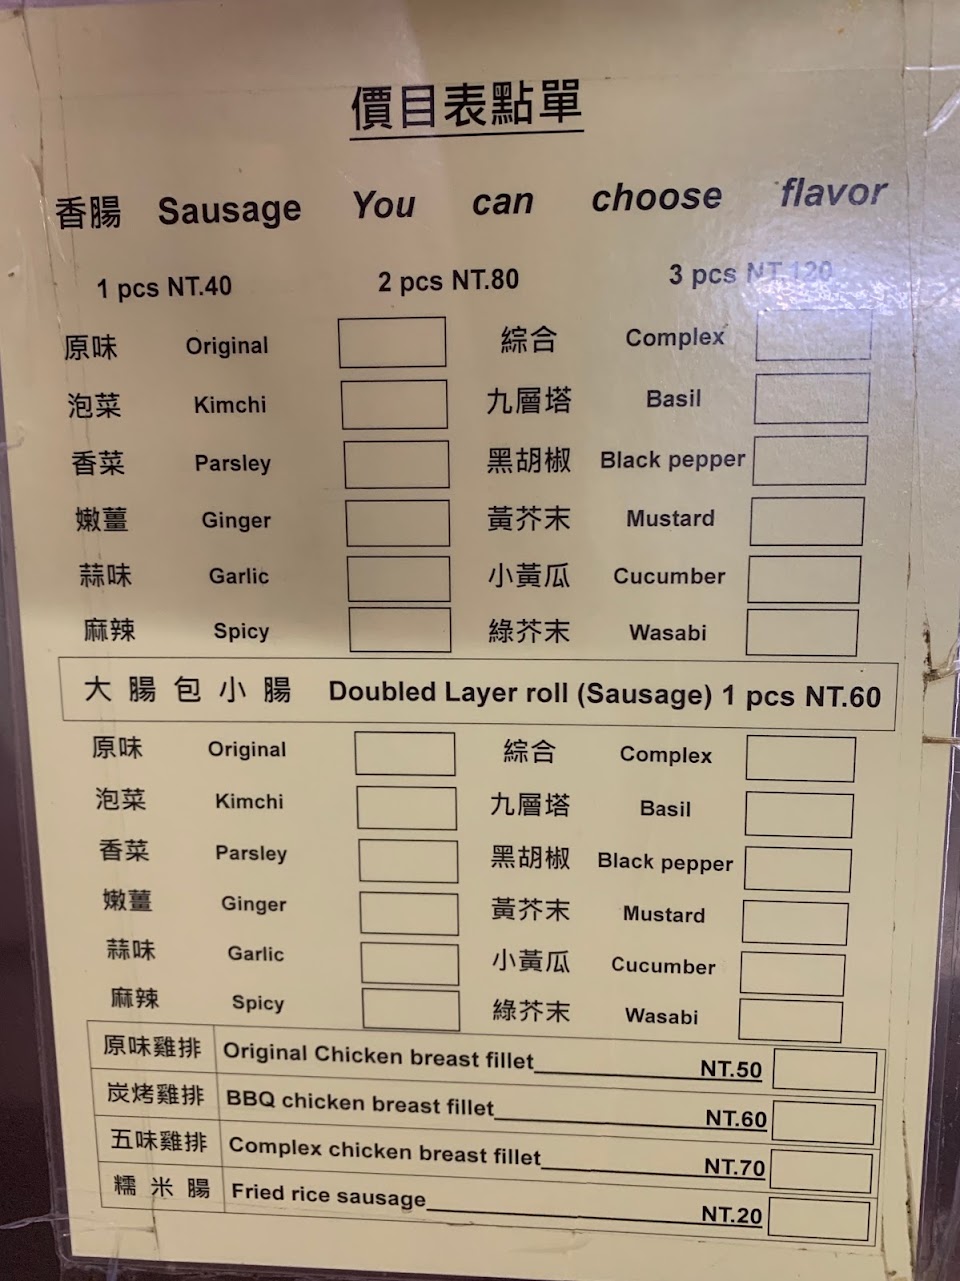 價目表點單
香腸 Sausage You can choose flavor
1 pcs NT.40 2 pcs NT.80 3 pcs NT.120
原味 Original 綜合 Complex
泡菜 Kimchi 九層塔 Basil
香菜 Parsley 黑胡椒 Black pepper
嫩薑 Ginger 黃芥末 Mustard
蒜味 Garlic 小黃瓜 Cucumber
麻辣 Spicy 綠芥末 Wasabi
大腸包小腸 Doubled Layer roll (Sausage) 1 pcs NT.60
原味 Original 綜合 Complex
泡菜 Kimchi 九層塔 Basil
香菜 Parsley 黑胡椒 Black pepper
嫩薑 Ginger 黃芥末 Mustard
蒜味 Garlic 小黃瓜 Cucumber
麻辣 Spicy 綠芥末 Wasabi
原味雞排 Original Chicken breast fillet NT.50
炭烤雞排 BBQ chicken breast fillet NT.60
五味雞排 Complex chicken breast fillet NT.70
糯米腸 Fried rice sausage NT.20